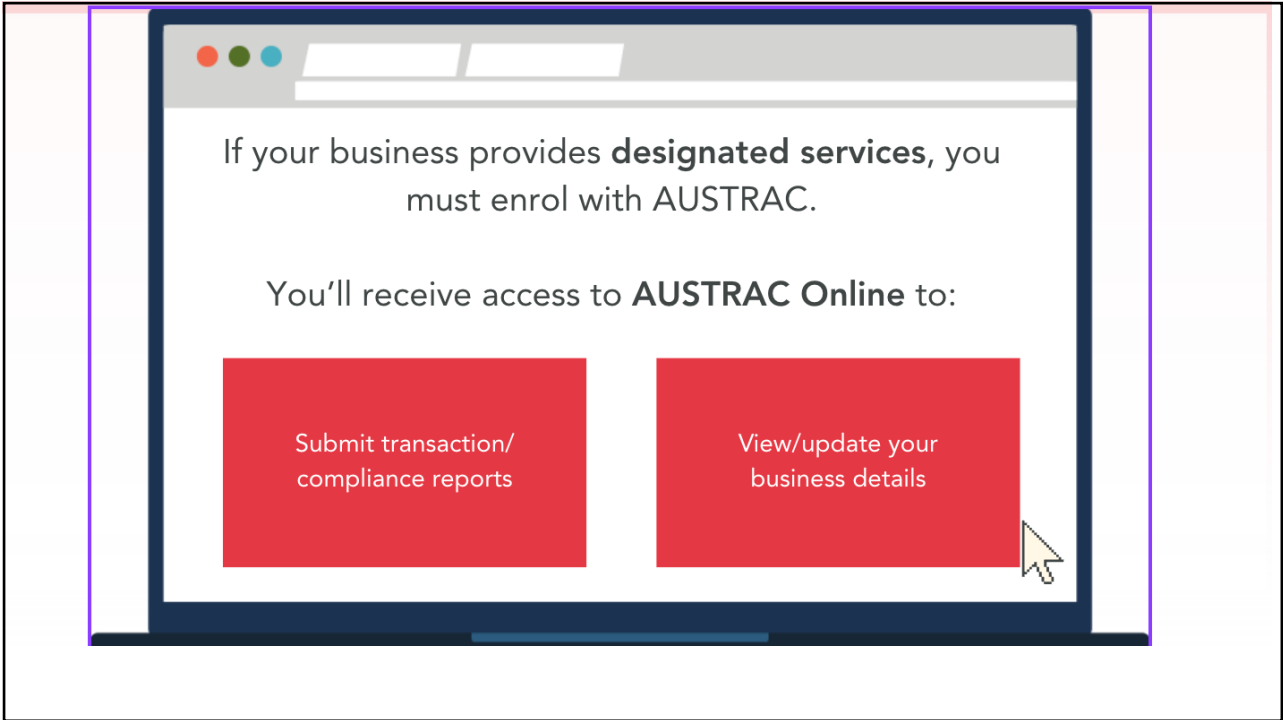 If your business provides designated services, you
must enrol with AUSTRAC.
You’ll receive access to AUSTRAC Online to:
Submit transaction/
compliance reports
View/update your
business details